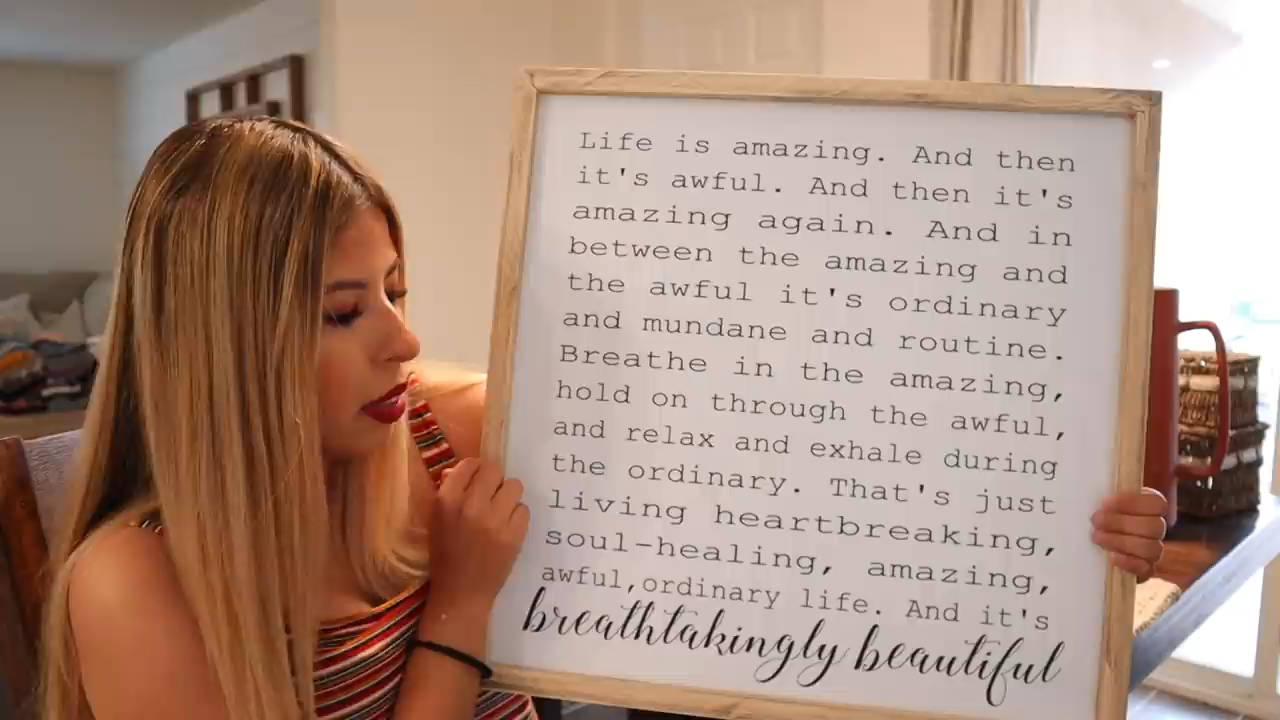 Life is amazing. And then
it's awful. And then it's
amazing again. And in
between the amazing and
the awful it's ordinary
and mundane and routine.
Breathe in the amazing,
hold on through the awful,
and relax and exhale during
the ordinary. That's just
living heartbreaking,
soul-healing, amazing,
awful,ordinary life. And it's
breathtakingly beautiful